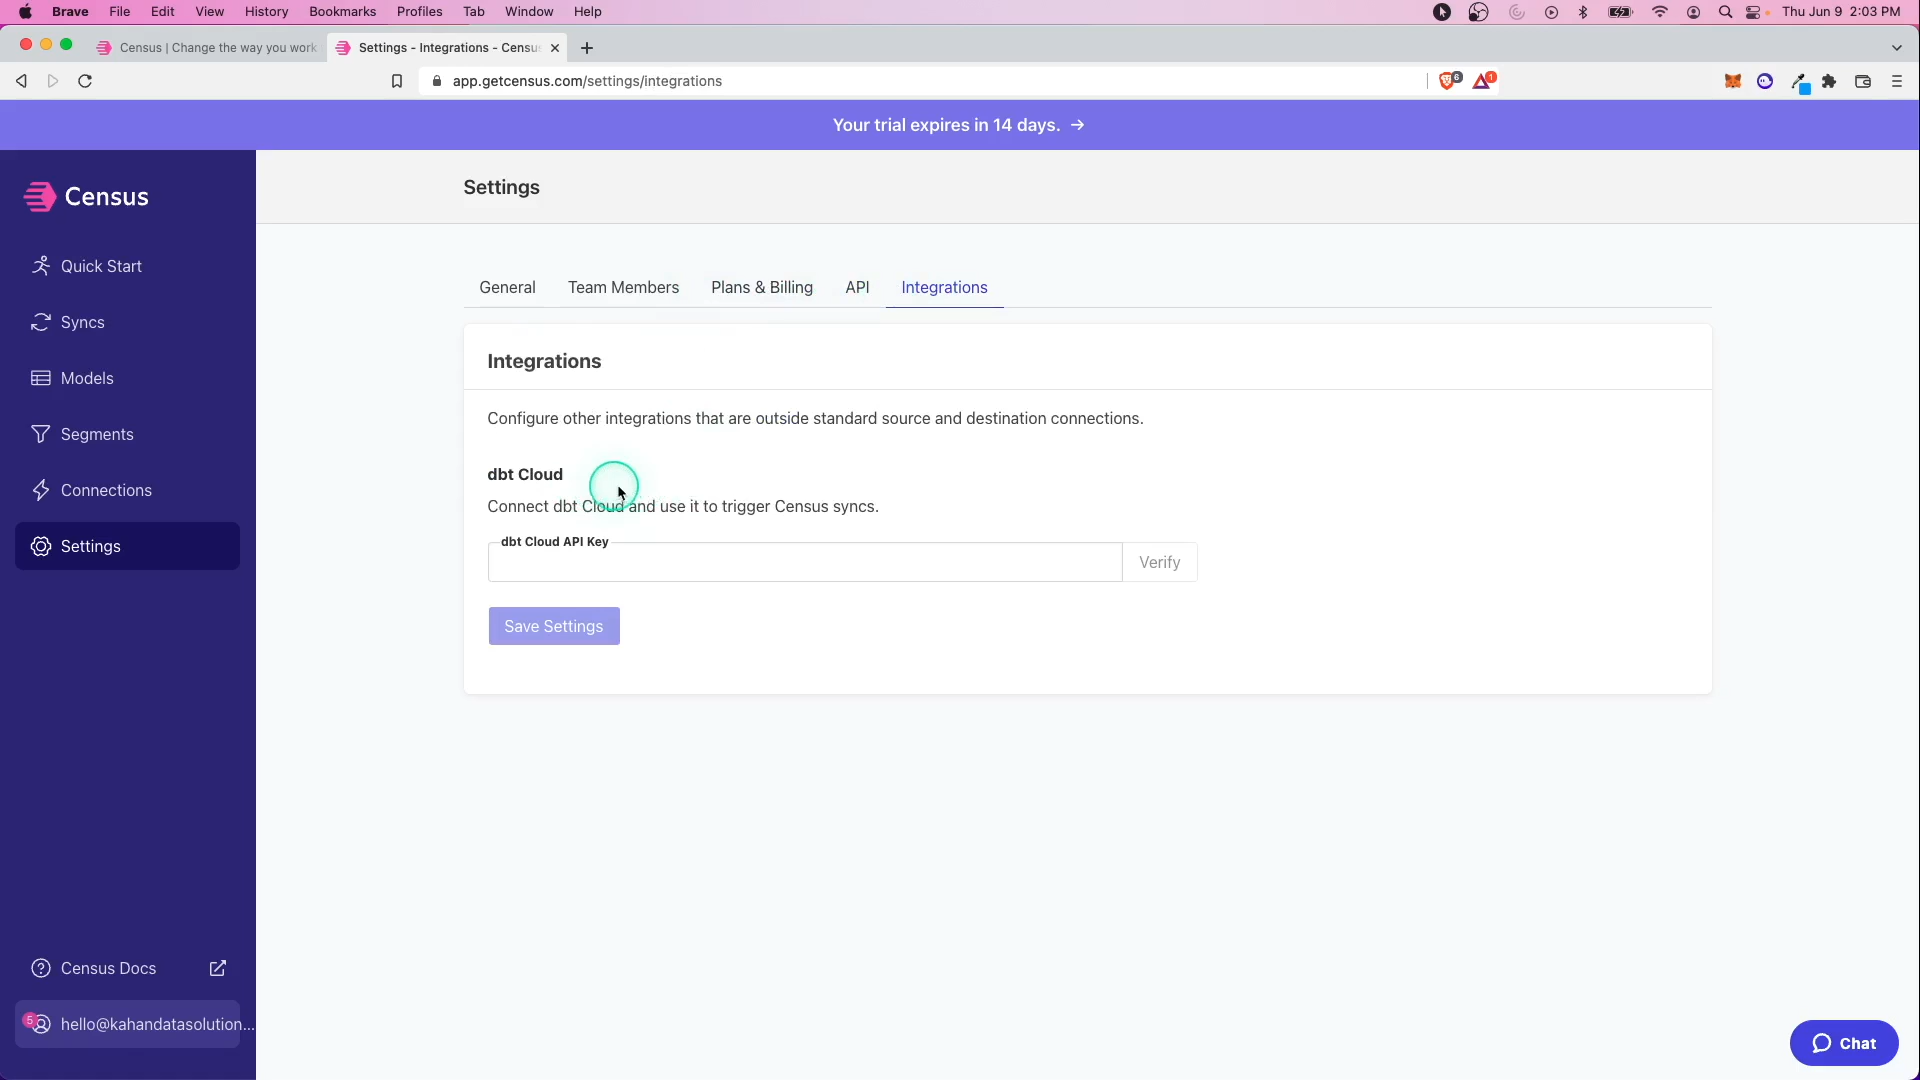 Brave File Edit View History Bookmarks Profiles Tab Window Help Thu Jun 9 2:03 PM
Census | Change the way you work
Settings - Integrations - Censu
app.getcensus.com/settings/integrations
6
1
Your trial expires in 14 days. →
Census
Settings
Quick Start
Syncs
Models
Segments
Connections
Settings
General Team Members Plans & Billing API Integrations
Integrations
Configure other integrations that are outside standard source and destination connections.
dbt Cloud
Connect dbt Cloud and use it to trigger Census syncs.
dbt Cloud API Key
Verify
Save Settings
Census Docs
5
hello@kahandatasolution...
Chat